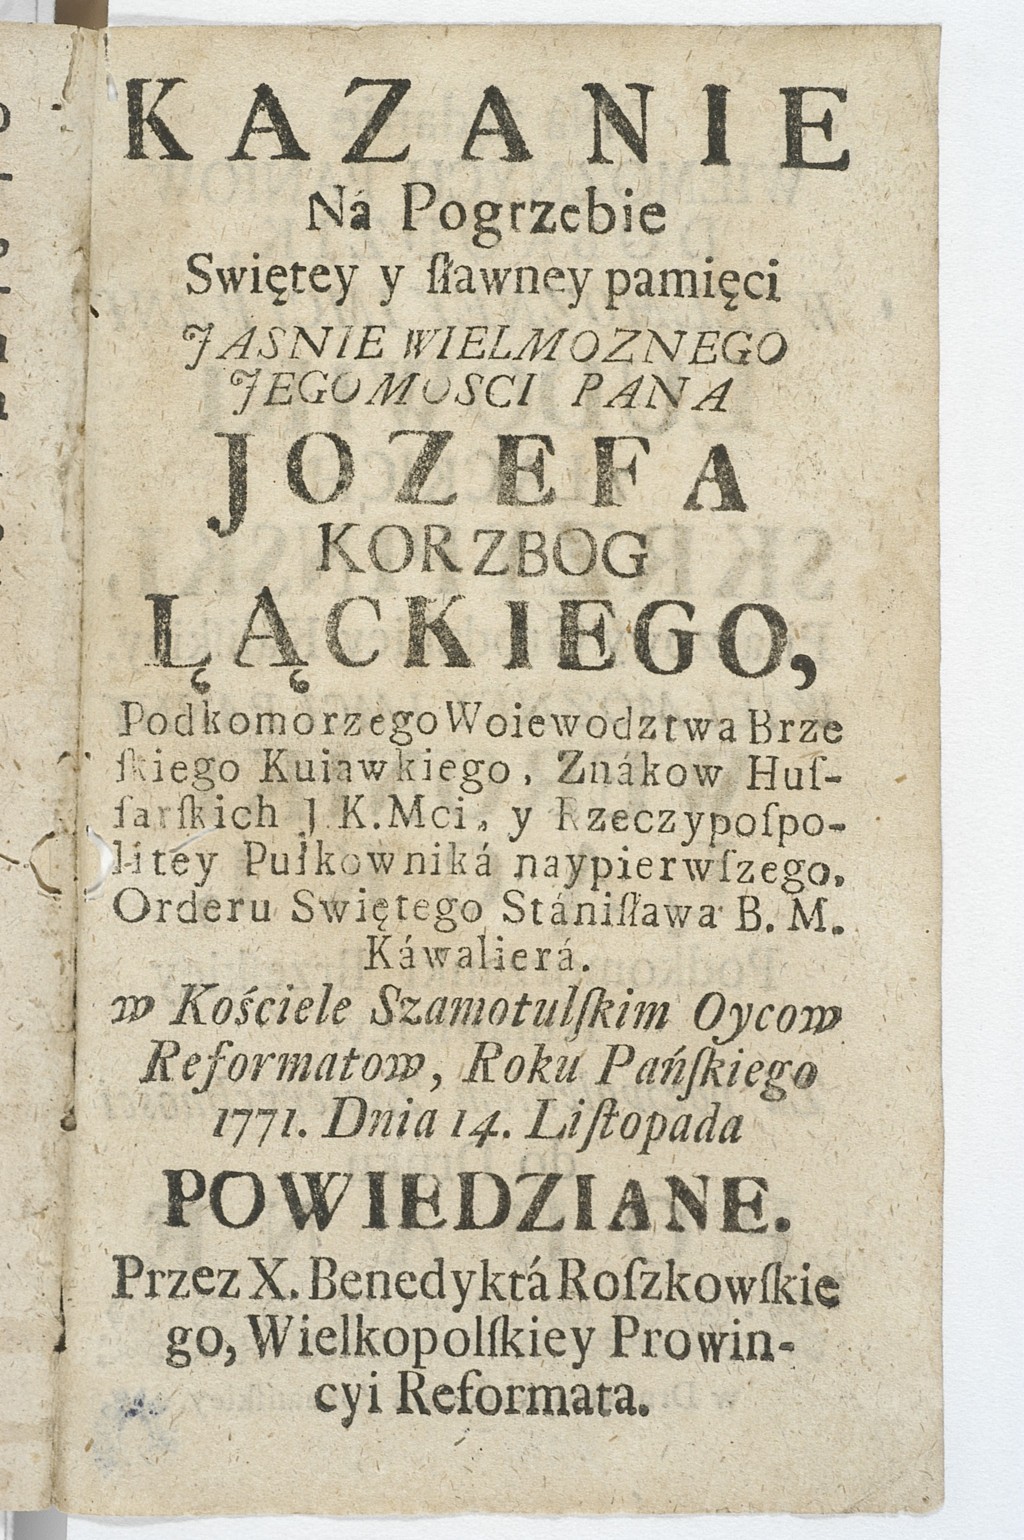 KAZANIE
Ná Pogrzebie
Swiętey y ſławney pamięci
JASNIE WIELMOZNEGO
JEGOMOSCI PANA
JOZEFA
KORZBOG
ŁĄCKIEGO,
Podkomorzego Woiewodztwa Brze
ſkiego Kuiawkiego, Znákow Huſ-
ſarſkich J. K. Mci, y Rzeczypoſpo-
litey Pułkowniká naypierwſzego,
Orderu Swiętego Stániſława B. M.
Káwalierá.
w Kościele Szamotulſkim Oycow
Reformatow, Roku Pańſkiego
1771. Dnia 14. Liſtopada
POWIEDZIANE.
Przez X. Benedyktá Roſzkowſkie
go, Wielkopolſkiey Prowin-
cyi Reformata.